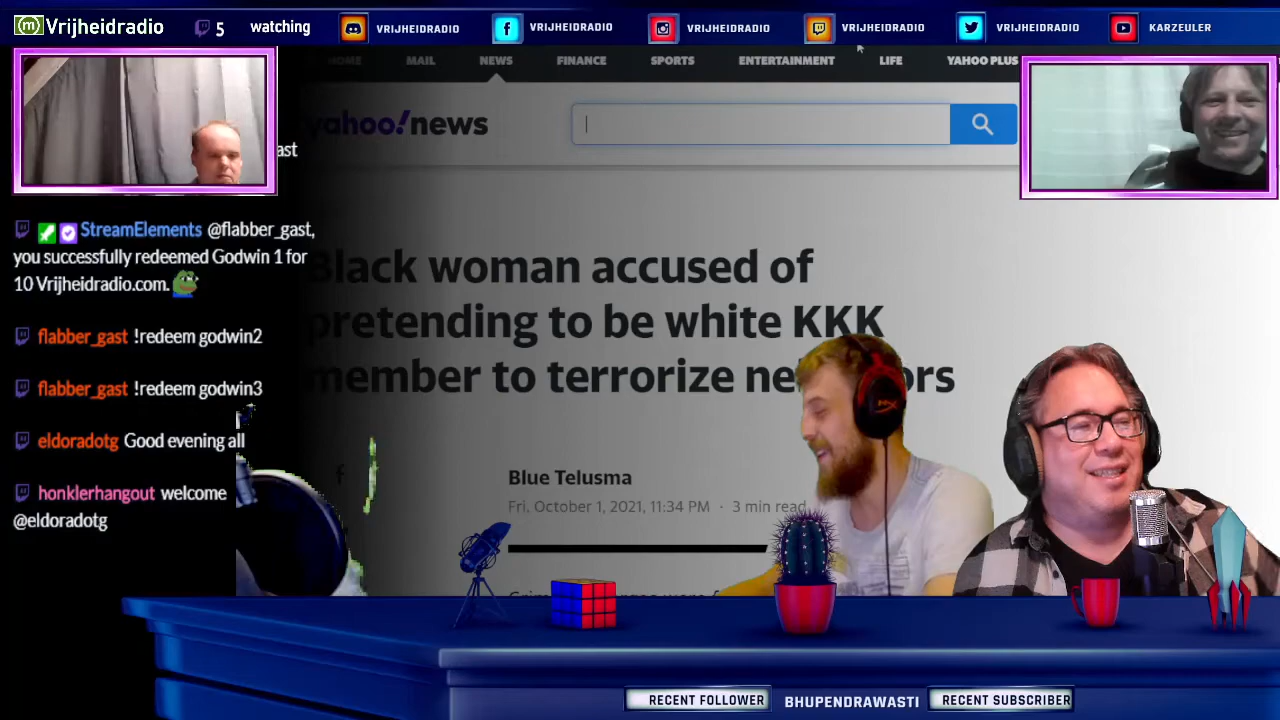 Vrijheidradio
5
watching
VRIJHEIDRADIO
VRIJHEIDRADIO
VRIJHEIDRADIO
VRIJHEIDRADIO
VRIJHEIDRADIO
KARZEULER
HOME
MAIL
NEWS
FINANCE
SPORTS
ENTERTAINMENT
LIFE
YAHOO PLUS
yahoo!news
ast
StreamElements @flabber_gast,
you successfully redeemed Godwin 1 for
10 Vrijheidradio.com.
flabber_gast !redeem godwin2
flabber_gast !redeem godwin3
eldoradotg Good evening all
honklerhangout welcome
@eldoradotg
Black woman accused of
pretending to be white KKK
member to terrorize ne ors
Blue Telusma
Fri, October 1, 2021, 11:34 PM · 3 min read
RECENT FOLLOWER
BHUPENDRAWASTI
RECENT SUBSCRIBER